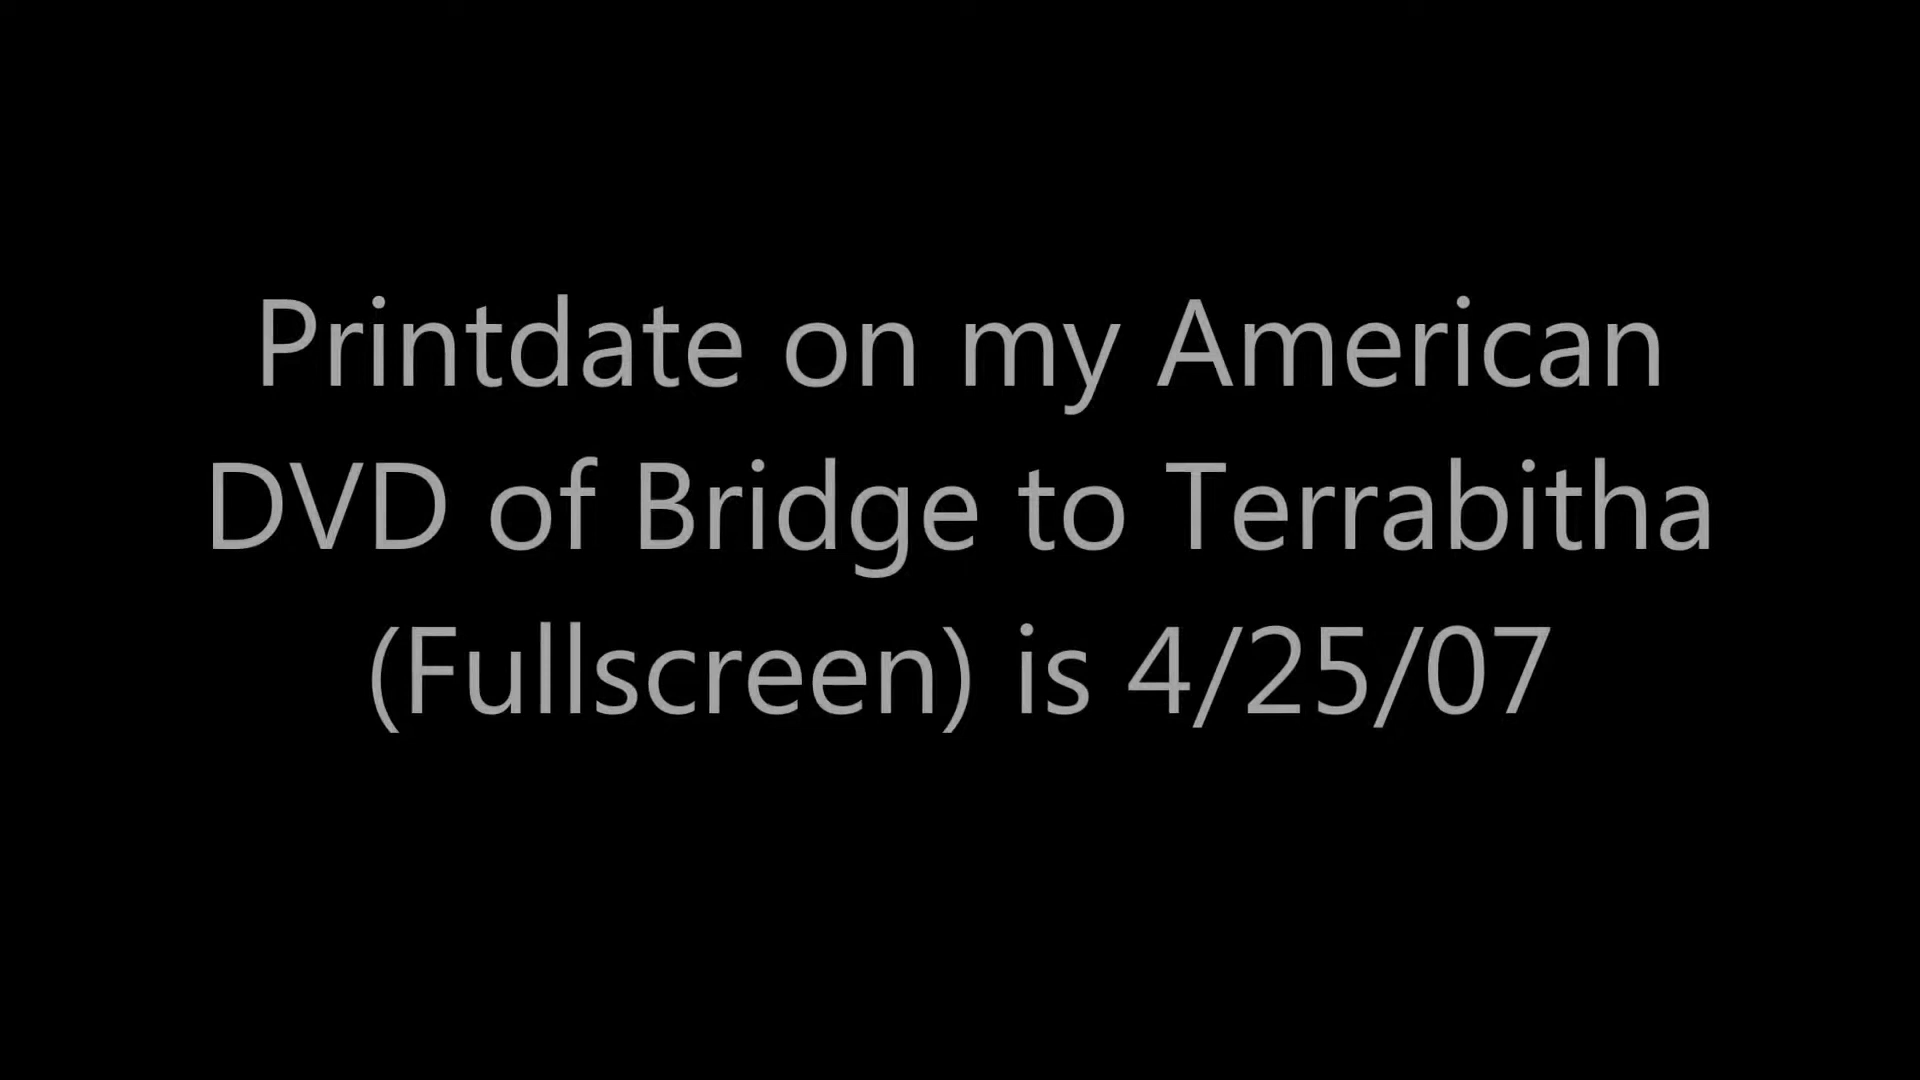 Printdate on my American
DVD of Bridge to Terrabitha
(Fullscreen) is 4/25/07